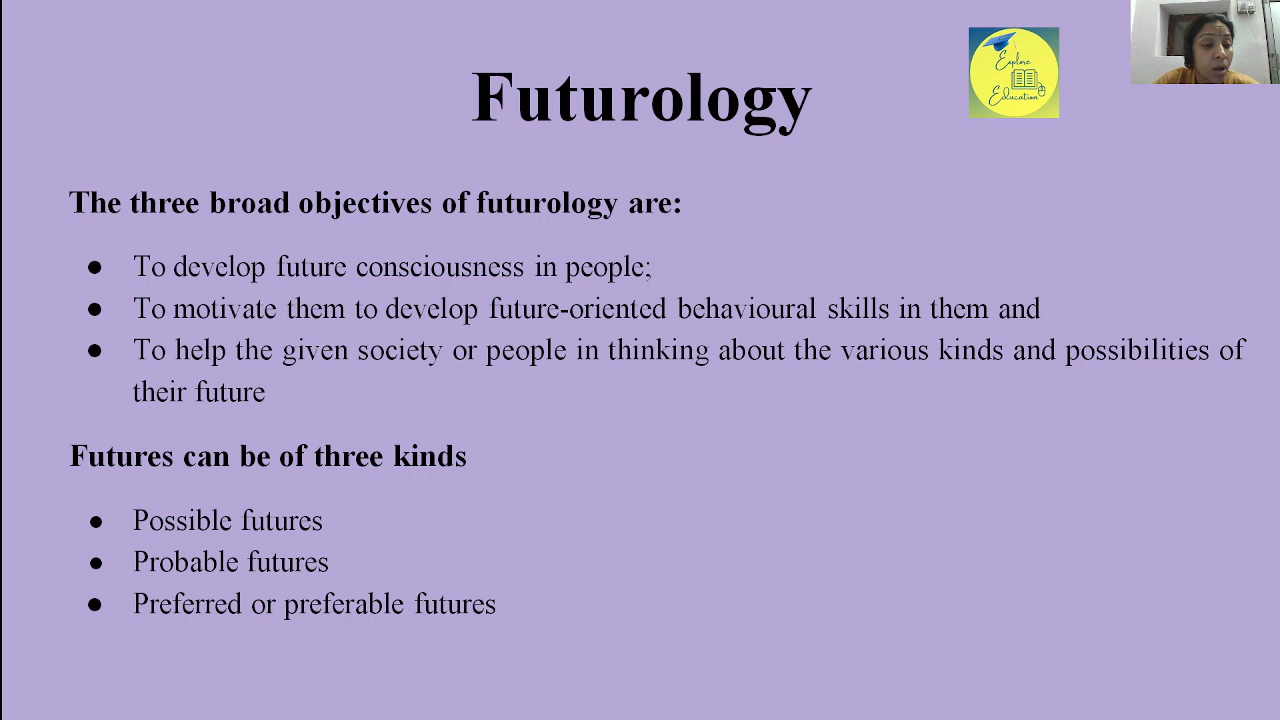 Futurology
Explore
Education
The three broad objectives of futurology are:
● To develop future consciousness in people;
● To motivate them to develop future-oriented behavioural skills in them and
● To help the given society or people in thinking about the various kinds and possibilities of
their future
Futures can be of three kinds
● Possible futures
● Probable futures
● Preferred or preferable futures